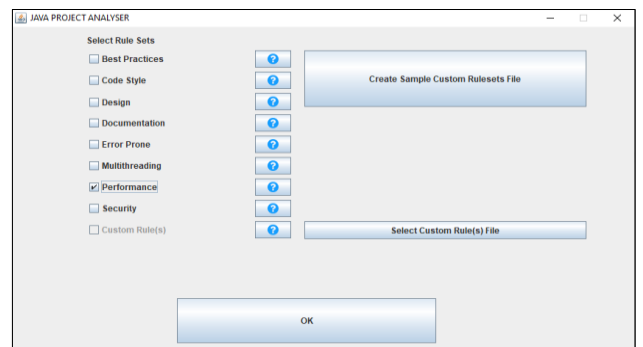 JAVA PROJECT ANALYSER
Select Rule Sets
Best Practices ?
Code Style ?
Design ?
Documentation ?
Error Prone ?
Multithreading ?
Performance ?
Security ?
Custom Rule(s) ?
Create Sample Custom Rulesets File
Select Custom Rule(s) File
OK